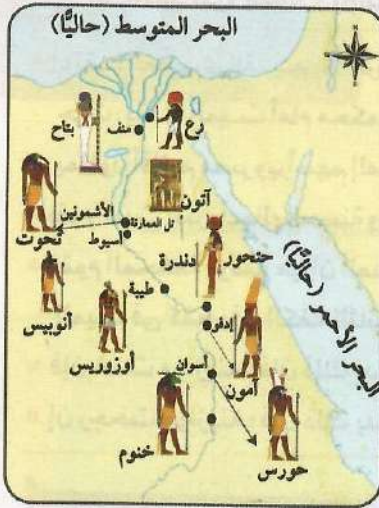 البحر المتوسط (حاليًّا)
رع
منف
بتاح
آتون
الأشمونين
تل العمارنة
تحوت
أسيوط
حتحور
دندرة
البحر الأحمر (حاليًّا)
طيبة
أنوبيس
أوزوريس
إدفو
آمون
أسوان
خنوم
حورس